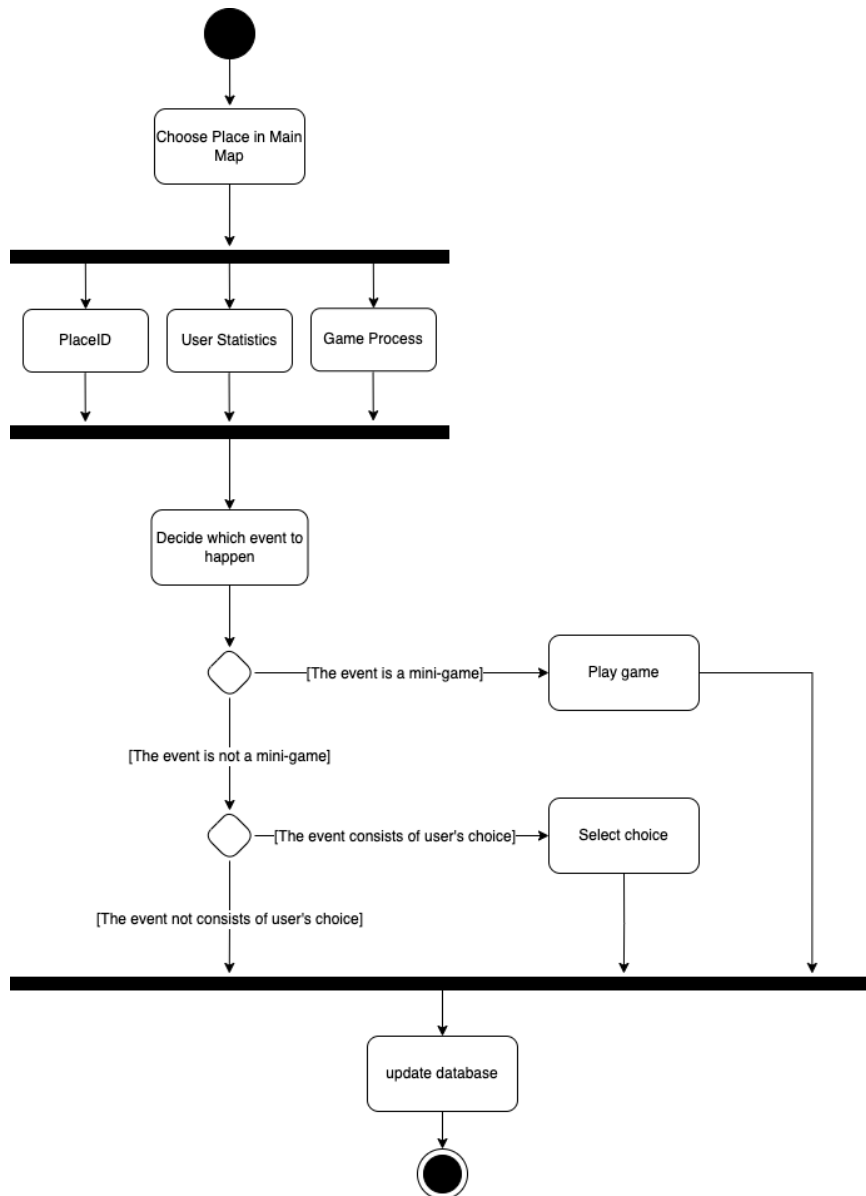 Choose Place in Main
Map
PlaceID
User Statistics
Game Process
Decide which event to
happen
[The event is a mini-game]
Play game
[The event is not a mini-game]
[The event consists of user's choice]
Select choice
[The event not consists of user's choice]
update database